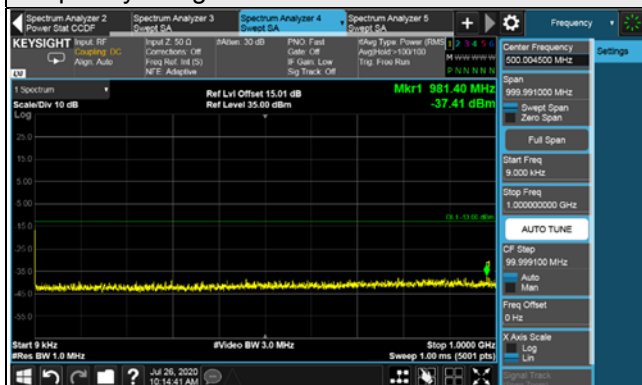 Spectrum Analyzer 2
Power Stat CCDF
Spectrum Analyzer 3
Swept SA
Spectrum Analyzer 4
Swept SA
Spectrum Analyzer 5
Swept SA
Frequency
KEYSIGHT
Input: RF
Coupling: DC
Align: Auto
Input Z: 50 Ω
Corrections: Off
Freq Ref: Int (S)
NFE: Adaptive
#Atten: 30 dB
PNO: Fast
Gate: Off
IF Gain: Low
Sig Track: Off
#Avg Type: Power (RMS
Avg|Hold:>100/100
Trig: Free Run
1 2 3 4 5 6
M W W W W W
P N N N N N
LXI
Center Frequency
500.004500 MHz
Settings
Span
999.991000 MHz
Swept Span
Zero Span
Full Span
Start Freq
9.000 kHz
Stop Freq
1.000000000 GHz
AUTO TUNE
CF Step
99.999100 MHz
Auto
Man
Freq Offset
0 Hz
X Axis Scale
Log
Lin
Signal Track
1 Spectrum
Scale/Div 10 dB
Log
Ref Lvl Offset 15.01 dB
Ref Level 35.00 dBm
Mkr1 981.40 MHz
-37.41 dBm
25.0
15.0
5.00
-5.00
-15.0
-25.0
-35.0
-45.0
-55.0
DL1 -13.00 dBm
Start 9 kHz
#Res BW 1.0 MHz
#Video BW 3.0 MHz
Stop 1.0000 GHz
Sweep 1.00 ms (5001 pts)
Jul 26, 2020
10:14:41 AM